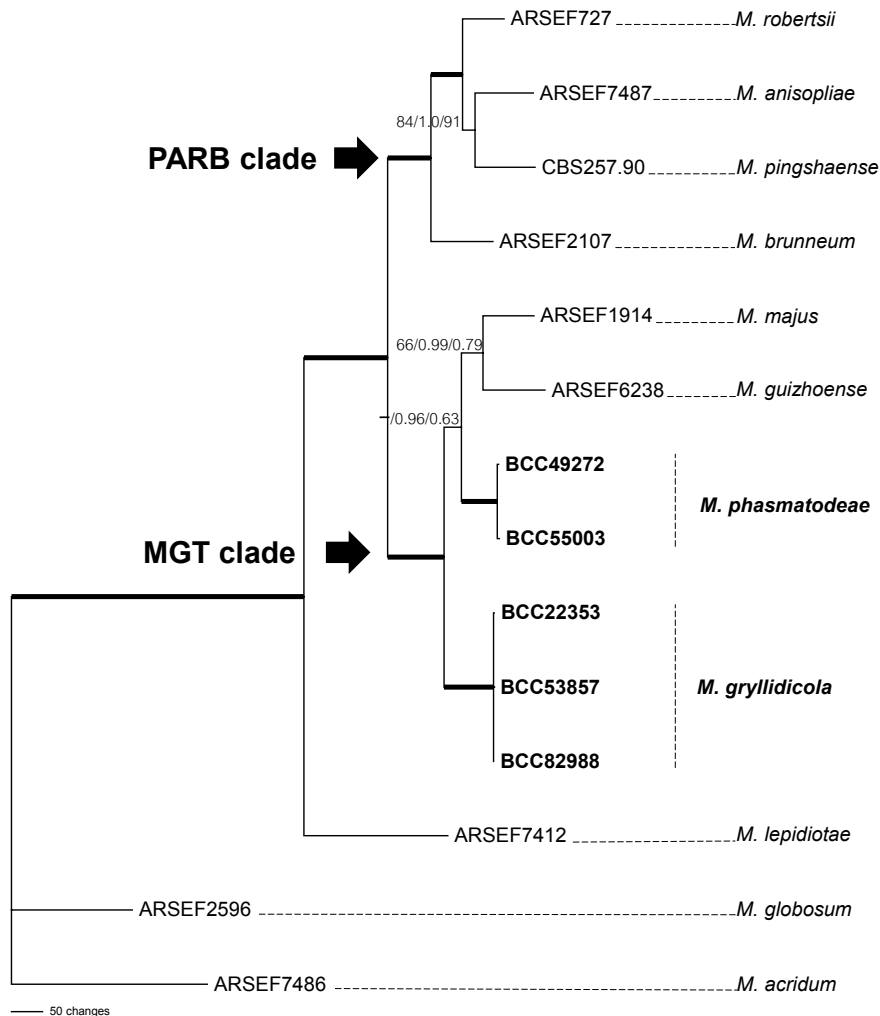 ARSEF727 M. robertsii
ARSEF7487 M. anisopliae
84/1.0/91
PARB clade
CBS257.90 M. pingshaense
ARSEF2107 M. brunneum
ARSEF1914 M. majus
66/0.99/0.79
ARSEF6238 M. guizhoense
–/0.96/0.63
BCC49272
M. phasmatodeae
BCC55003
MGT clade
BCC22353
BCC53857 M. gryllidicola
BCC82988
ARSEF7412 M. lepidiotae
ARSEF2596 M. globosum
ARSEF7486 M. acridum
50 changes